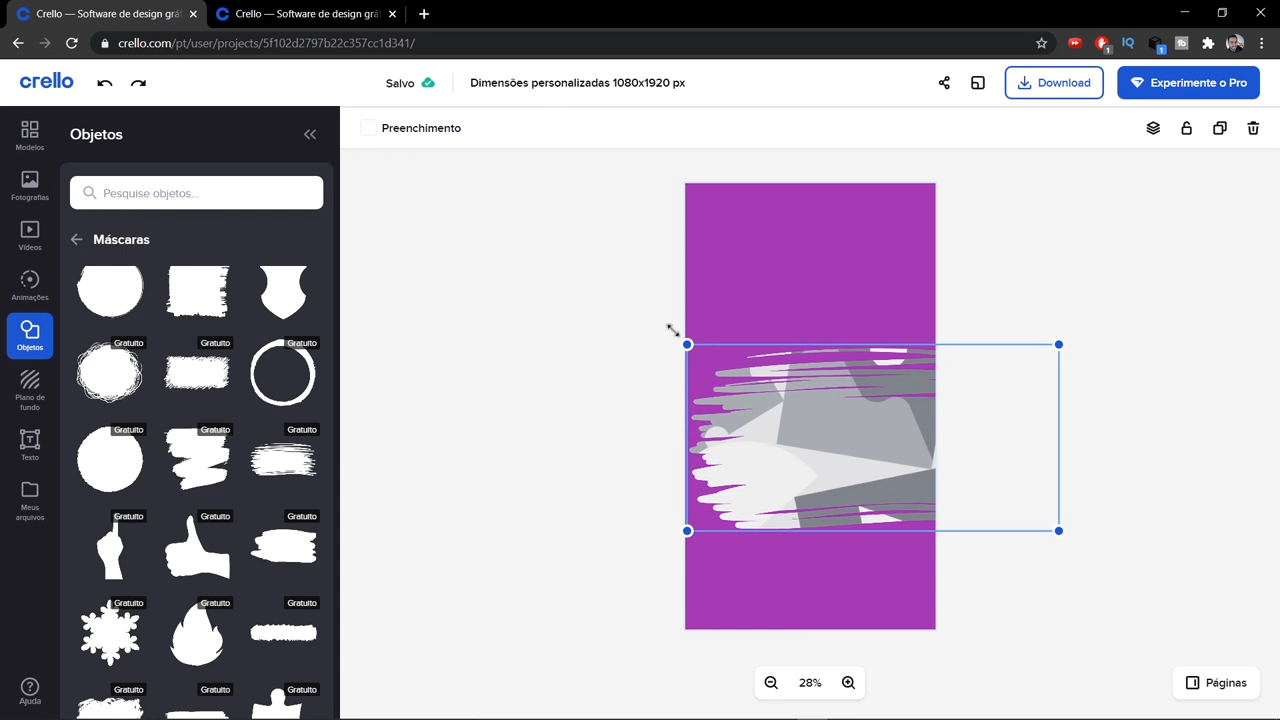 Crello — Software de design grá
Crello — Software de design grá
crello.com/pt/user/projects/5f102d2797b22c357cc1d341/
1
1
crello
Salvo
Dimensões personalizadas 1080x1920 px
Download
Experimente o Pro
Modelos
Fotografias
Vídeos
Animações
Objetos
Plano de
fundo
Texto
Meus
arquivos
Ajuda
Objetos
Pesquise objetos...
Máscaras
Gratuito Gratuito Gratuito
Gratuito Gratuito Gratuito
Gratuito Gratuito Gratuito
Gratuito Gratuito Gratuito
Gratuito Gratuito Gratuito
Preenchimento
28%
Páginas